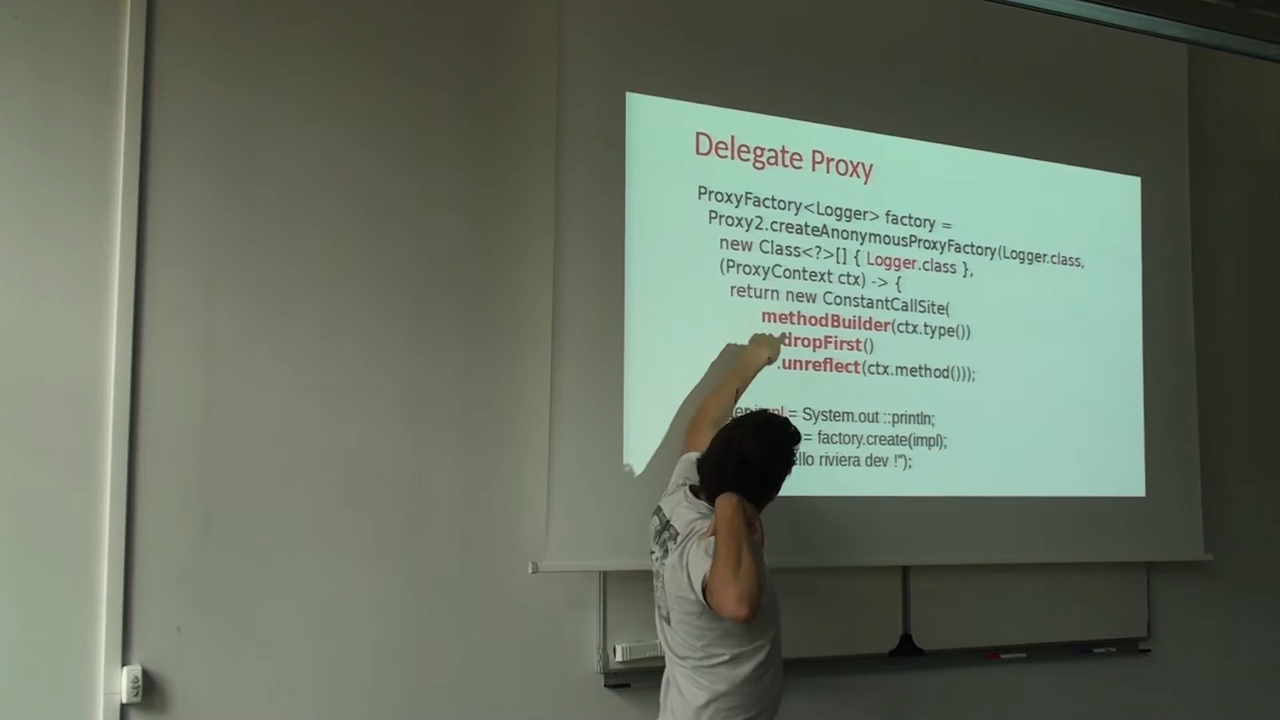 Delegate Proxy
ProxyFactory<Logger> factory =
Proxy2.createAnonymousProxyFactory(Logger.class,
new Class<?>[] { Logger.class },
(ProxyContext ctx) -> {
return new ConstantCallSite(
methodBuilder(ctx.type())
dropFirst()
.unreflect(ctx.method()));
= System.out ::println;
= factory.create(impl);
riviera dev !");